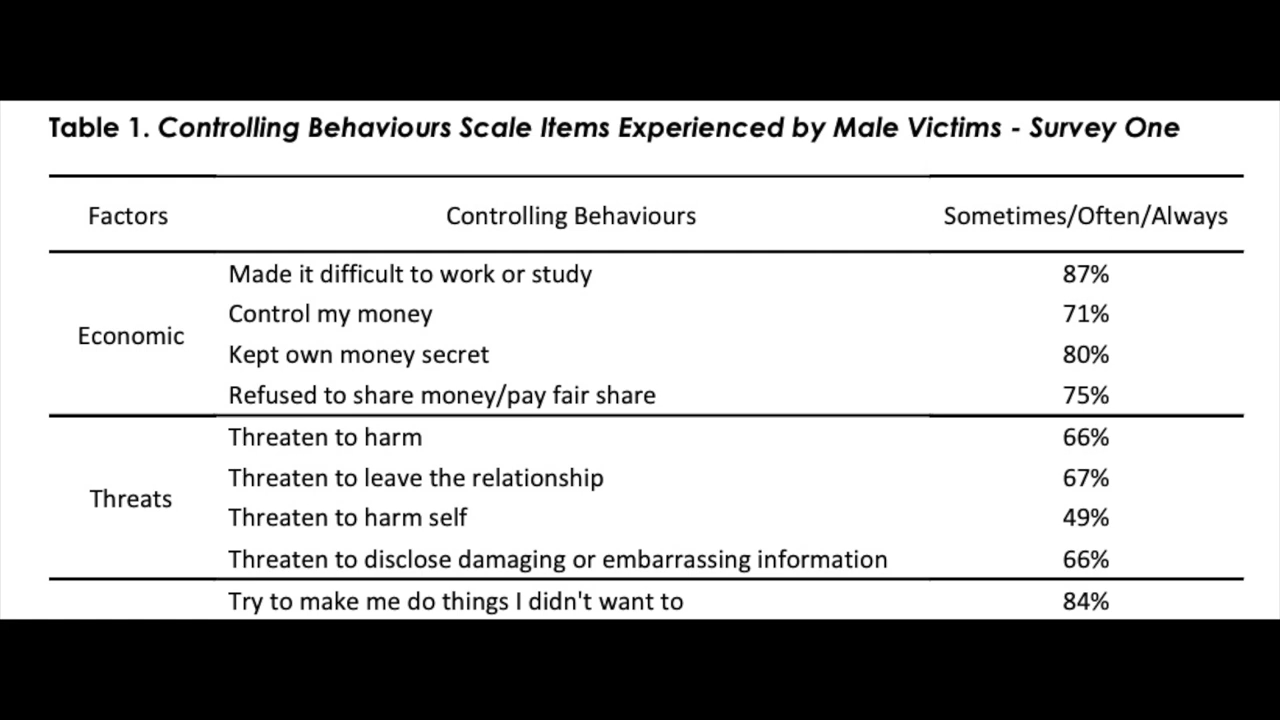 Table 1. Controlling Behaviours Scale Items Experienced by Male Victims - Survey One
Factors Controlling Behaviours Sometimes/Often/Always
Economic
Made it difficult to work or study 87%
Control my money 71%
Kept own money secret 80%
Refused to share money/pay fair share 75%
Threats
Threaten to harm 66%
Threaten to leave the relationship 67%
Threaten to harm self 49%
Threaten to disclose damaging or embarrassing information 66%
Try to make me do things I didn't want to 84%